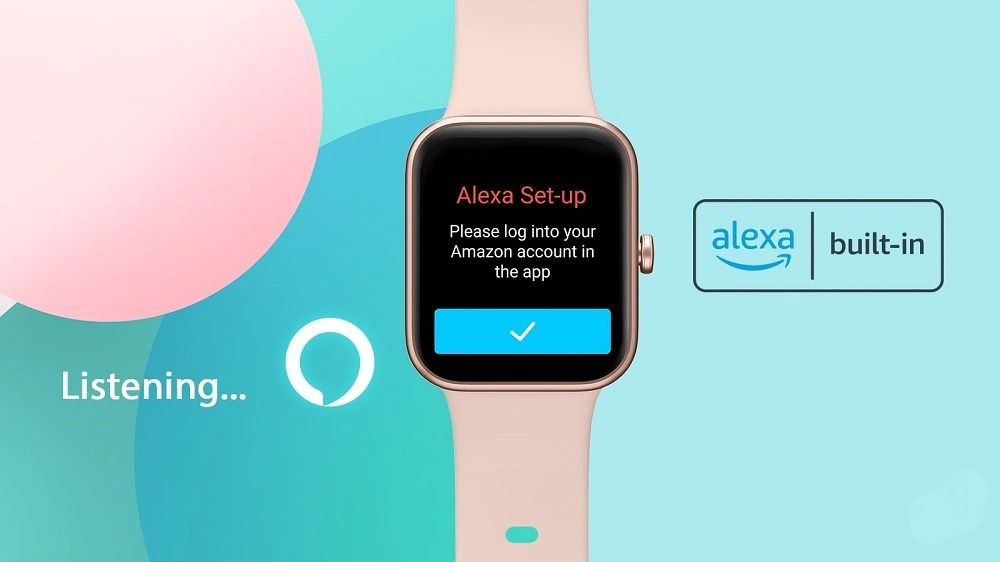 Alexa Set-up
Please log into your
Amazon account in
the app
alexa | built-in
Listening...